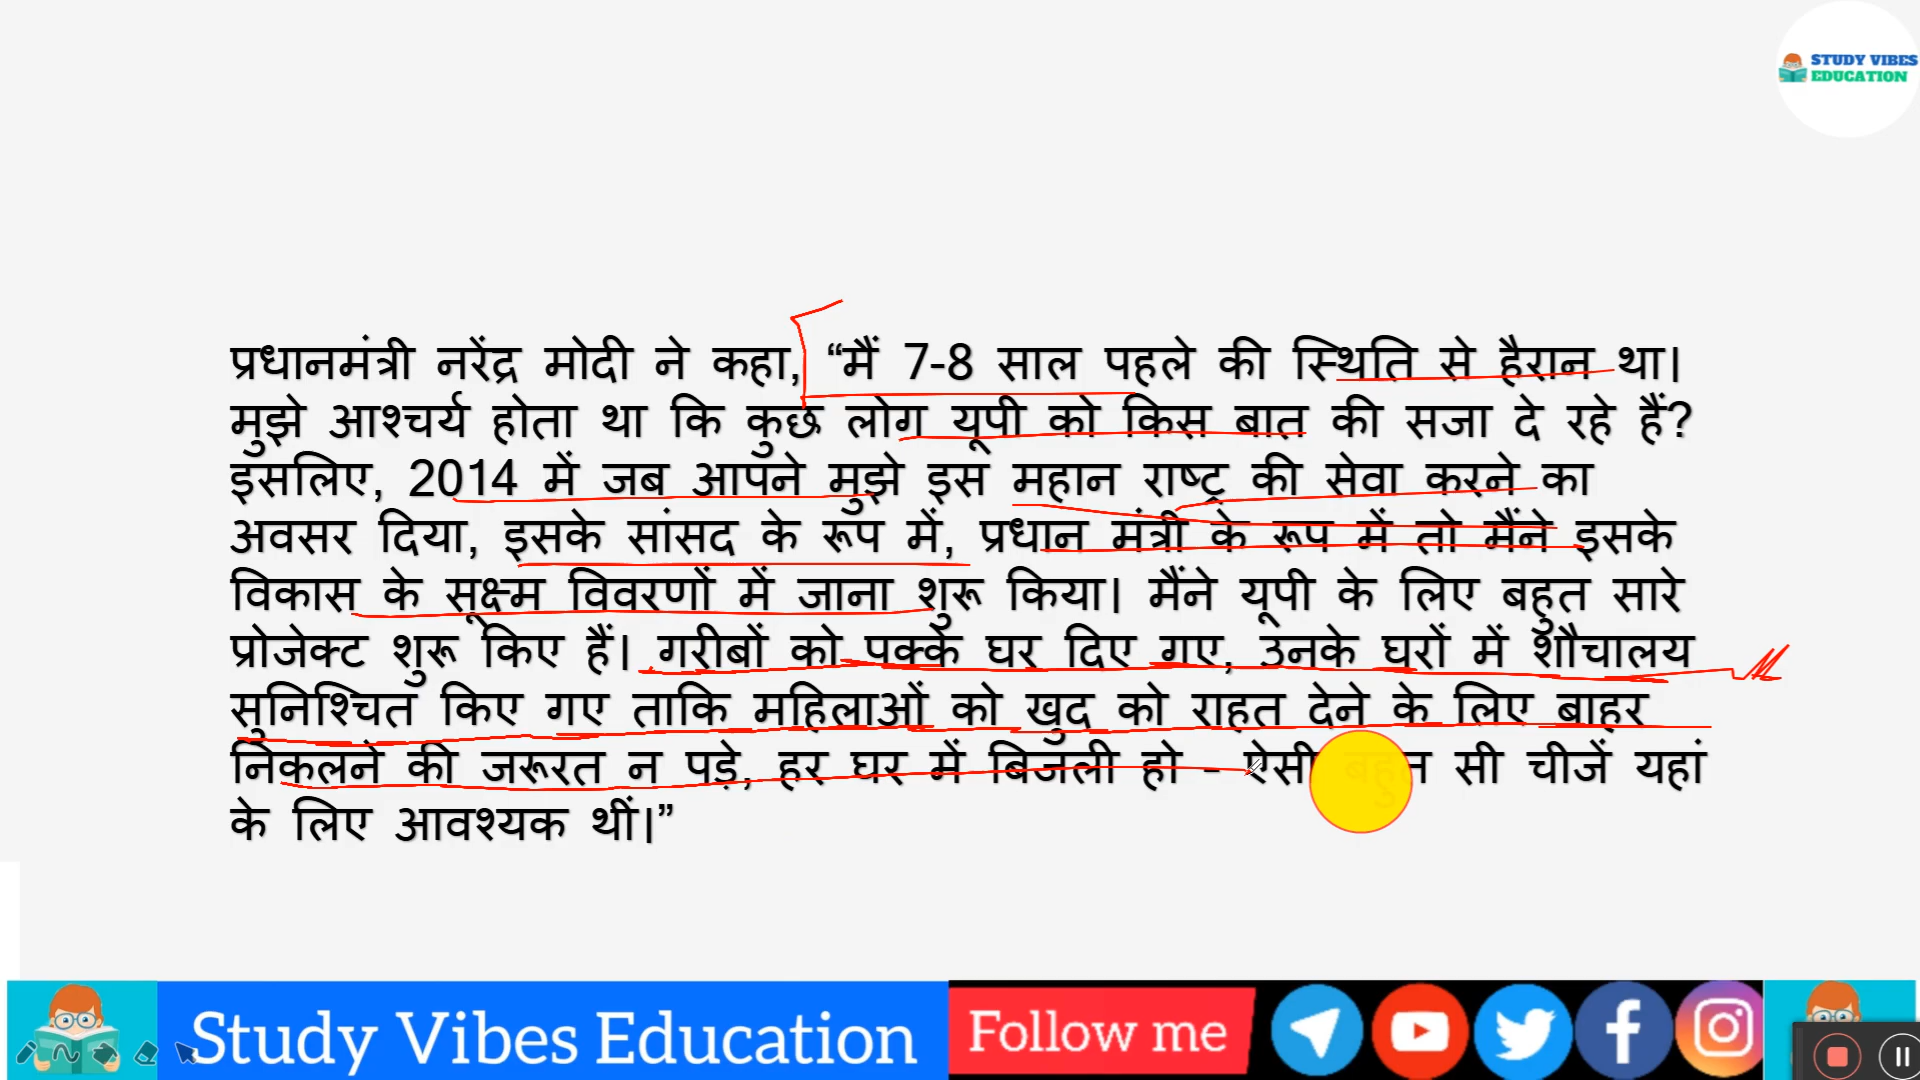 STUDY VIBES
EDUCATION
प्रधानमंत्री नरेंद्र मोदी ने कहा, “मैं 7-8 साल पहले की स्थिति से हैरान था।
मुझे आश्चर्य होता था कि कुछ लोग यूपी को किस बात की सजा दे रहे हैं?
इसलिए, 2014 में जब आपने मुझे इस महान राष्ट्र की सेवा करने का
अवसर दिया, इसके सांसद के रूप में, प्रधान मंत्री के रूप में तो मैंने इसके
विकास के सूक्ष्म विवरणों में जाना शुरू किया। मैंने यूपी के लिए बहुत सारे
प्रोजेक्ट शुरू किए हैं। गरीबों को पक्के घर दिए गए, उनके घरों में शौचालय
सुनिश्चित किए गए ताकि महिलाओं को खुद को राहत देने के लिए बाहर
निकलने की जरूरत न पड़े, हर घर में बिजली हो - ऐसी बहुत सी चीजें यहां
के लिए आवश्यक थीं।”
Study Vibes Education
Follow me